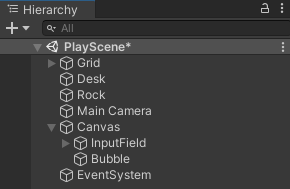 Hierarchy
All
PlayScene*
Grid
Desk
Rock
Main Camera
Canvas
InputField
Bubble
EventSystem